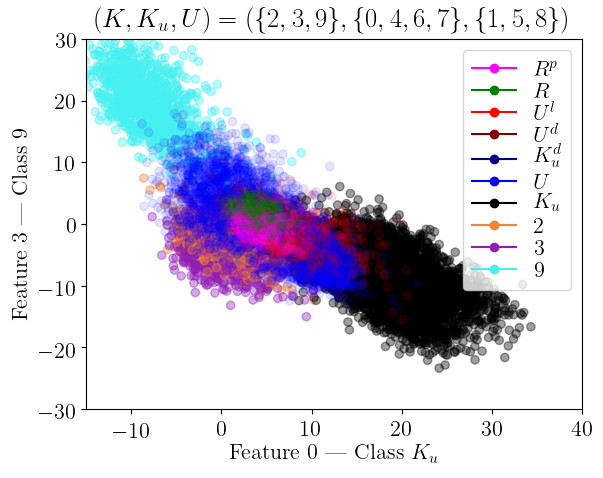 (K, K_u, U) = ({2, 3, 9}, {0, 4, 6, 7}, {1, 5, 8})
30
20
10
0
−10
−20
−30
Feature 3 — Class 9
R^p
R
U^l
U^d
K_u^d
U
K_u
2
3
9
−10
0
10
20
30
40
Feature 0 — Class K_u